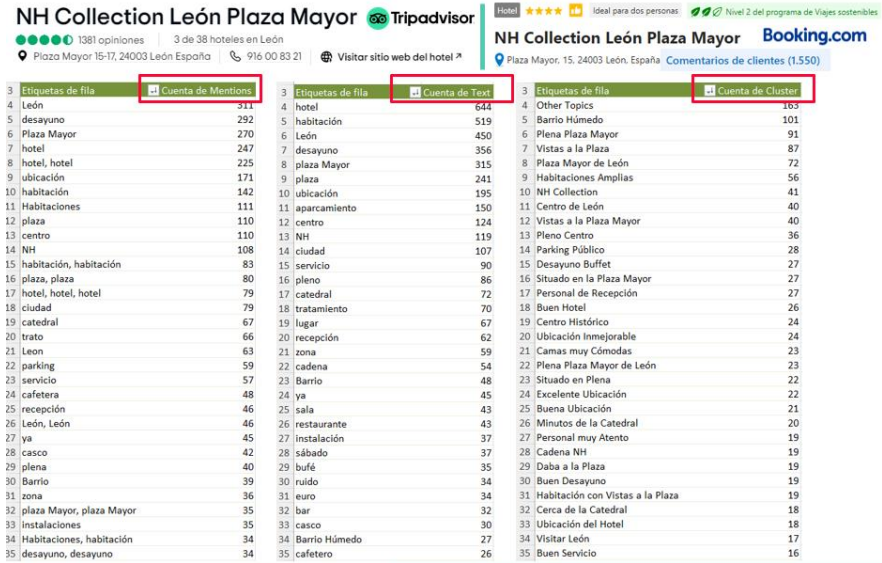 NH Collection León Plaza Mayor Tripadvisor
1381 opiniones 3 de 38 hoteles en León
Plaza Mayor 15-17, 24003 León España 916 00 83 21 Visitar sitio web del hotel
Hotel Ideal para dos personas Nivel 2 del programa de Viajes sostenibles
NH Collection León Plaza Mayor Booking.com
Plaza Mayor, 15, 24003 León, España Comentarios de clientes (1.550)
3 Etiquetas de fila Cuenta de Mentions
4 León 311
5 desayuno 292
6 Plaza Mayor 270
7 hotel 247
8 hotel, hotel 225
9 ubicación 171
10 habitación 142
11 Habitaciones 111
12 plaza 110
13 centro 110
14 NH 108
15 habitación, habitación 83
16 plaza, plaza 80
17 hotel, hotel, hotel 79
18 ciudad 79
19 catedral 67
20 trato 66
21 Leon 63
22 parking 59
23 servicio 57
24 cafetera 48
25 recepción 46
26 León, León 46
27 ya 45
28 casco 42
29 plena 40
30 Barrio 39
31 zona 36
32 plaza Mayor, plaza Mayor 35
33 instalaciones 35
34 Habitaciones, habitación 34
35 desayuno, desayuno 34
3 Etiquetas de fila Cuenta de Text
4 hotel 644
5 habitación 519
6 León 450
7 desayuno 356
8 plaza Mayor 315
9 plaza 241
10 ubicación 195
11 aparcamiento 150
12 centro 124
13 NH 119
14 ciudad 107
15 servicio 90
16 pleno 86
17 catedral 72
18 tratamiento 70
19 lugar 67
20 recepción 62
21 zona 59
22 cadena 54
23 Barrio 48
24 ya 45
25 sala 43
26 restaurante 43
27 instalación 37
28 sábado 37
29 bufé 35
30 ruido 34
31 euro 34
32 bar 32
33 casco 30
34 Barrio Húmedo 27
35 cafetero 26
3 Etiquetas de fila Cuenta de Cluster
4 Other Topics 163
5 Barrio Húmedo 101
6 Plena Plaza Mayor 91
7 Vistas a la Plaza 87
8 Plaza Mayor de León 72
9 Habitaciones Amplias 56
10 NH Collection 41
11 Centro de León 40
12 Vistas a la Plaza Mayor 40
13 Pleno Centro 36
14 Parking Público 28
15 Desayuno Buffet 27
16 Situado en la Plaza Mayor 27
17 Personal de Recepción 27
18 Buen Hotel 26
19 Centro Histórico 24
20 Ubicación Inmejorable 24
21 Camas muy Cómodas 23
22 Plena Plaza Mayor de León 23
23 Situado en Plena 22
24 Excelente Ubicación 22
25 Buena Ubicación 21
26 Minutos de la Catedral 20
27 Personal muy Atento 19
28 Cadena NH 19
29 Daba a la Plaza 19
30 Buen Desayuno 19
31 Habitación con Vistas a la Plaza 19
32 Cerca de la Catedral 18
33 Ubicación del Hotel 18
34 Visitar León 17
35 Buen Servicio 16